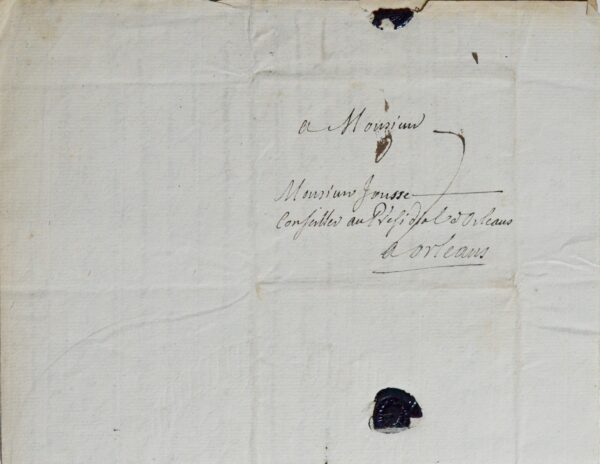 a Monsieur
Monsieur Jousse
Conseiller au Présidial d'Orleans
a orleans